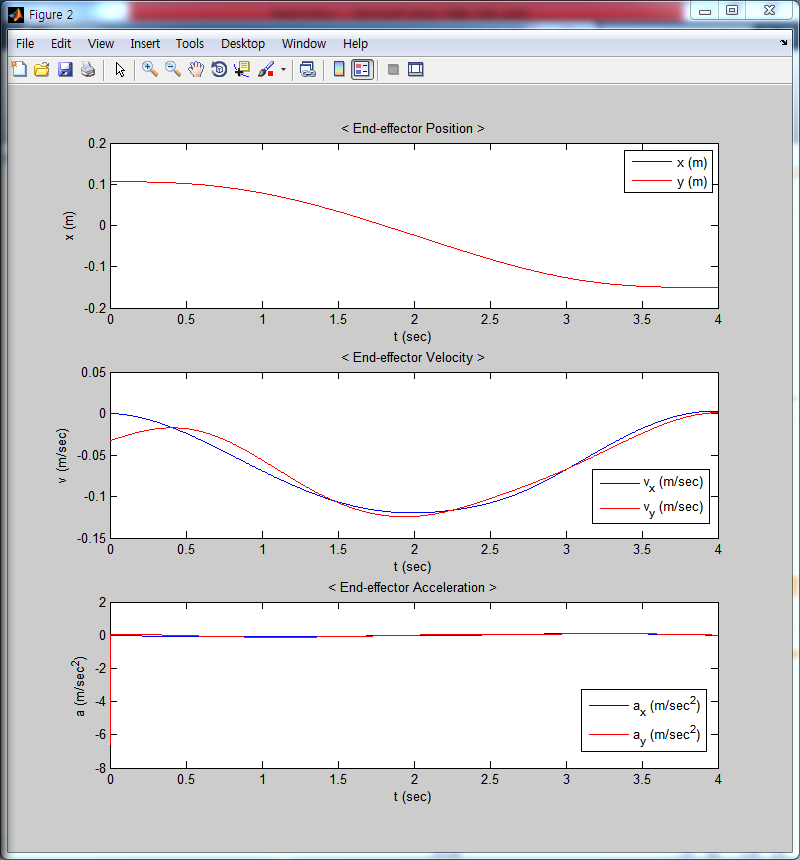 Figure 2
File Edit View Insert Tools Desktop Window Help
< End-effector Position >
0.2
0.1
0
-0.1
-0.2
x (m)
x (m)
y (m)
0 0.5 1 1.5 2 2.5 3 3.5 4
t (sec)
< End-effector Velocity >
0.05
0
-0.05
-0.1
-0.15
v (m/sec)
v_x (m/sec)
v_y (m/sec)
0 0.5 1 1.5 2 2.5 3 3.5 4
t (sec)
< End-effector Acceleration >
2
0
-2
-4
-6
-8
a (m/sec²)
a_x (m/sec²)
a_y (m/sec²)
0 0.5 1 1.5 2 2.5 3 3.5 4
t (sec)